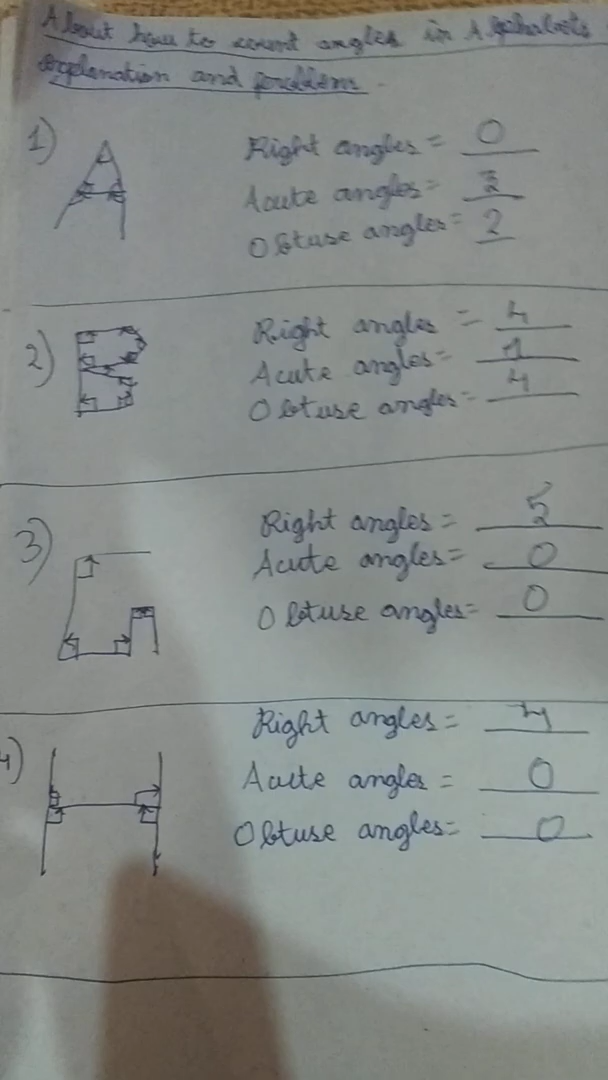 About how to count angles in Alphabets
explanation and problem.
1) A
Right angles = 0
Acute angles = 3
Obtuse angles = 2
2) B
Right angles = 4
Acute angles = 1
Obtuse angles = 4
3) G
Right angles = 5
Acute angles = 0
Obtuse angles = 0
4) H
Right angles = 4
Acute angles = 0
Obtuse angles = 0